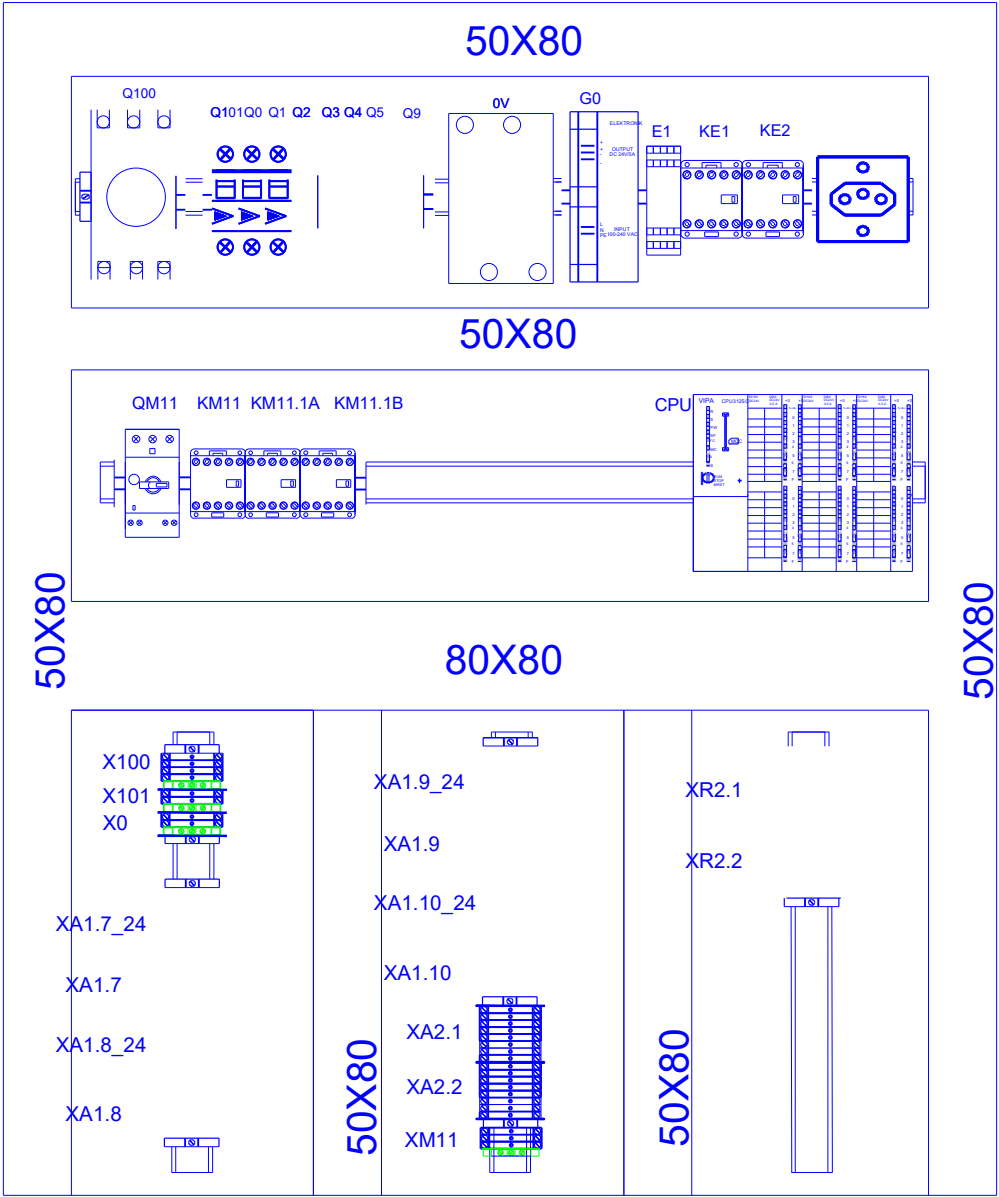 50X80
Q100
Q101 Q0 Q1 Q2 Q3 Q4 Q5 Q9
0V
G0
ELEKTRONIK
+
+
-
-
OUTPUT
DC 24V/5A
L
N
PE
INPUT
100-240 VAC
E1
KE1
KE2
50X80
QM11 KM11 KM11.1A KM11.1B
CPU
VIPA
50X80
80X80
50X80
X100
X101
X0
XA1.7_24
XA1.7
XA1.8_24
XA1.8
50X80
XA1.9_24
XA1.9
XA1.10_24
XA1.10
XA2.1
XA2.2
XM11
50X80
XR2.1
XR2.2